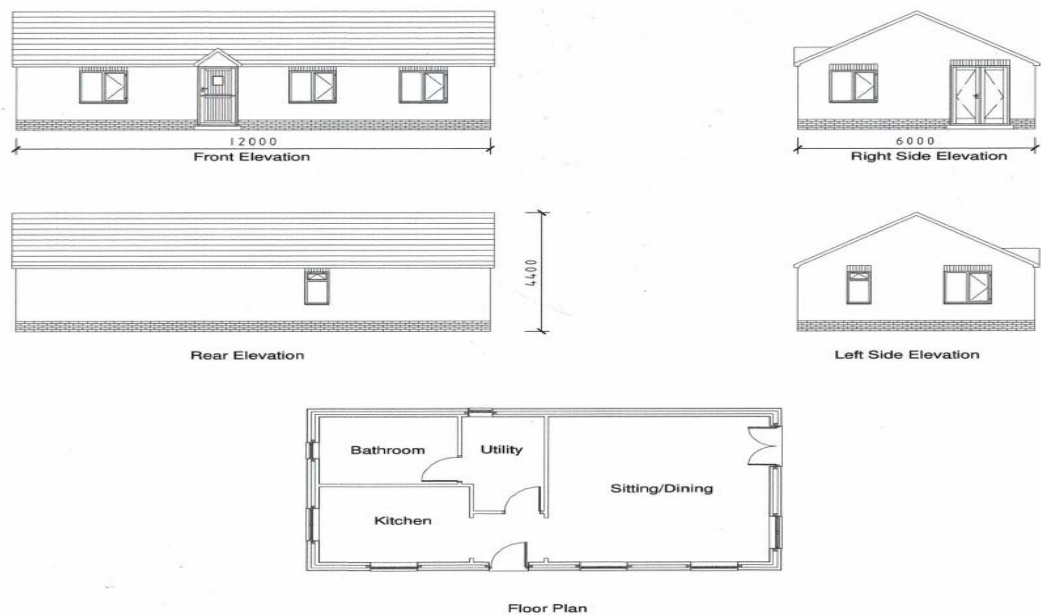 12000
Front Elevation
6000
Right Side Elevation
4400
Rear Elevation
Left Side Elevation
Bathroom
Utility
Sitting/Dining
Kitchen
Floor Plan